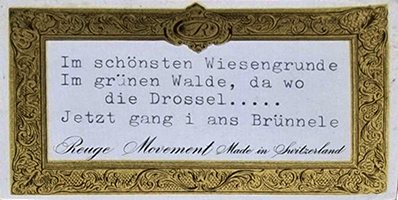 R
Im schönsten Wiesengrunde
Im grünen Walde, da wo
die Drossel.....
Jetzt gang i ans Brünnele
Reuge Movement Made in Switzerland